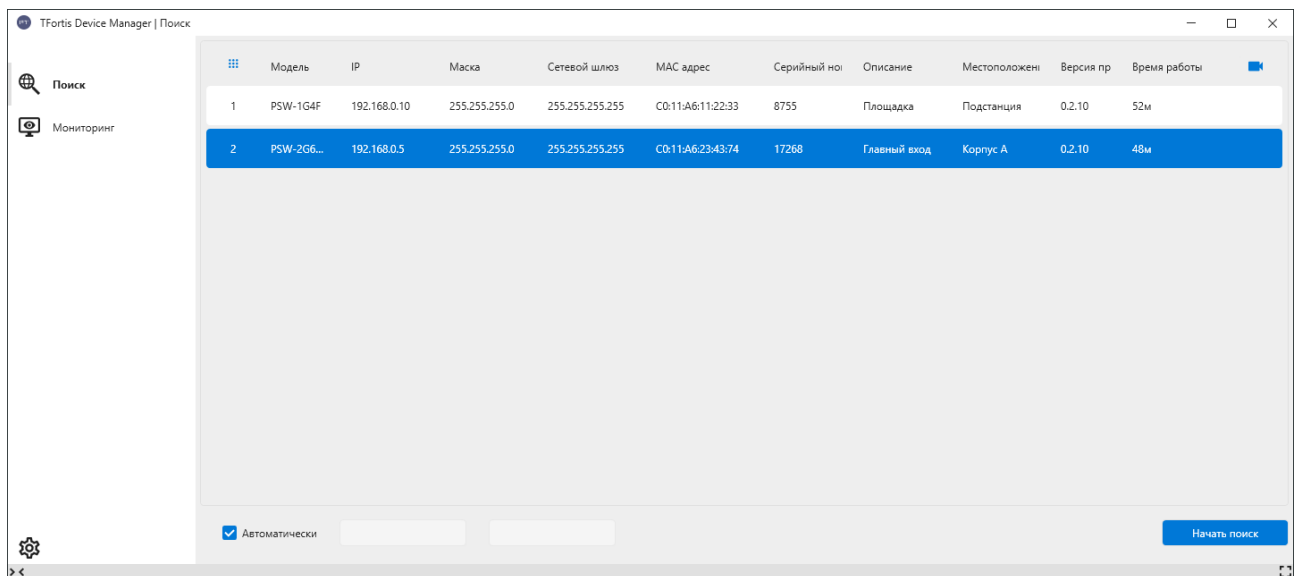 TFortis Device Manager | Поиск
Модель IP Маска Сетевой шлюз MAC адрес Серийный но Описание Местоположен Версия пр Время работы
Поиск
1 PSW-1G4F 192.168.0.10 255.255.255.0 255.255.255.255 C0:11:A6:11:22:33 8755 Площадка Подстанция 0.2.10 52м
Мониторинг
2 PSW-2G6... 192.168.0.5 255.255.255.0 255.255.255.255 C0:11:A6:23:43:74 17268 Главный вход Корпус А 0.2.10 48м
Автоматически Начать поиск